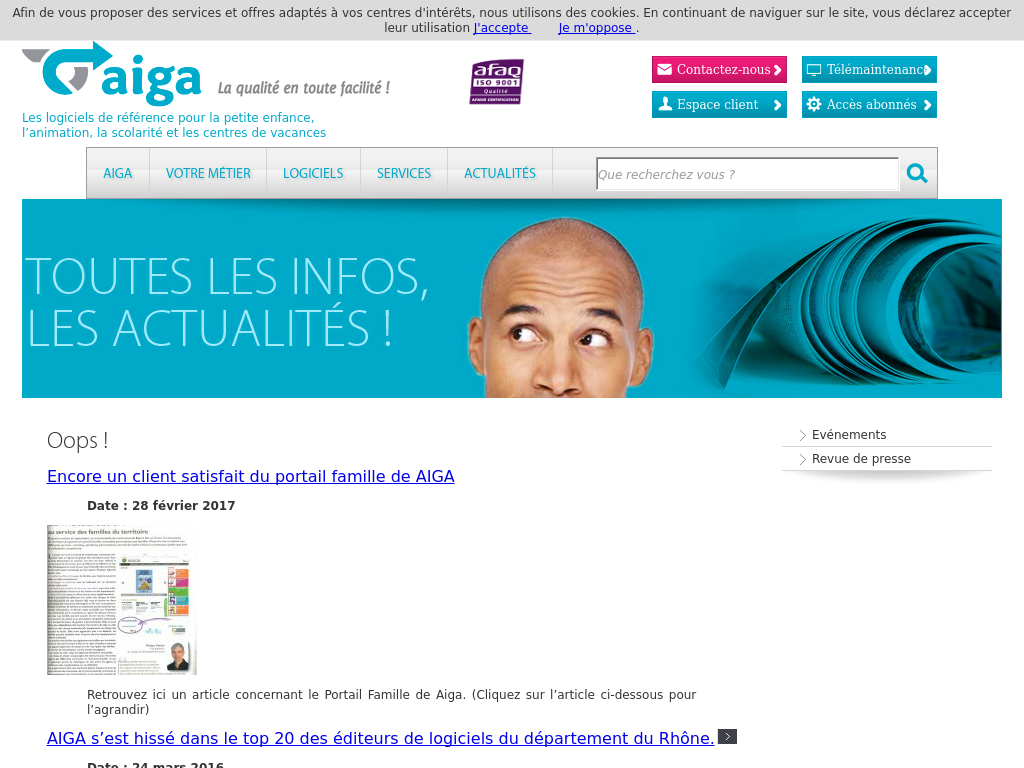 Afin de vous proposer des services et offres adaptés à vos centres d'intérêts, nous utilisons des cookies. En continuant de naviguer sur le site, vous déclarez accepter
leur utilisation J'accepte Je m'oppose .
aiga
La qualité en toute facilité !
afaq
ISO 9001
Qualité
AFNOR CERTIFICATION
Contactez-nous
Télémaintenance
Espace client
Accès abonnés
Les logiciels de référence pour la petite enfance,
l’animation, la scolarité et les centres de vacances
AIGA
VOTRE MÉTIER
LOGICIELS
SERVICES
ACTUALITÉS
Que recherchez vous ?
TOUTES LES INFOS,
LES ACTUALITÉS !
Oops !
Evénements
Revue de presse
Encore un client satisfait du portail famille de AIGA
Date : 28 février 2017
au service des familles du territoire
Retrouvez ici un article concernant le Portail Famille de Aiga. (Cliquez sur l’article ci-dessous pour
l’agrandir)
AIGA s’est hissé dans le top 20 des éditeurs de logiciels du département du Rhône.
Date : 24 mars 2016